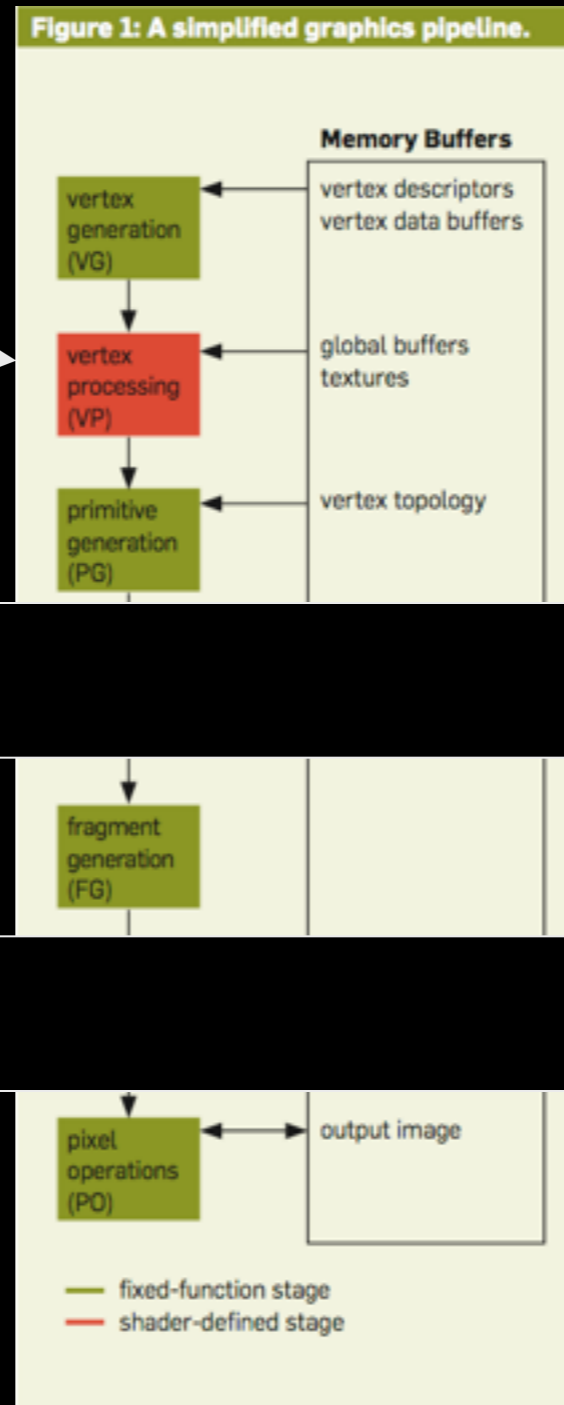 Figure 1: A simplified graphics pipeline.
Memory Buffers
vertex
generation
(VG)
vertex descriptors
vertex data buffers
vertex
processing
(VP)
global buffers
textures
primitive
generation
(PG)
vertex topology
fragment
generation
(FG)
pixel
operations
(PO)
output image
fixed-function stage
shader-defined stage